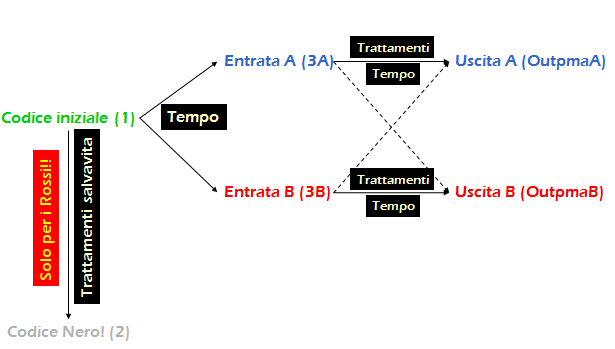 Trattamenti
Entrata A (3A)
Uscita A (OutpmaA)
Tempo
Codice iniziale (1)
Tempo
Trattamenti
Entrata B (3B)
Uscita B (OutpmaB)
Tempo
Solo per i Rossi!!
Trattamenti salvavita
Codice Nero! (2)